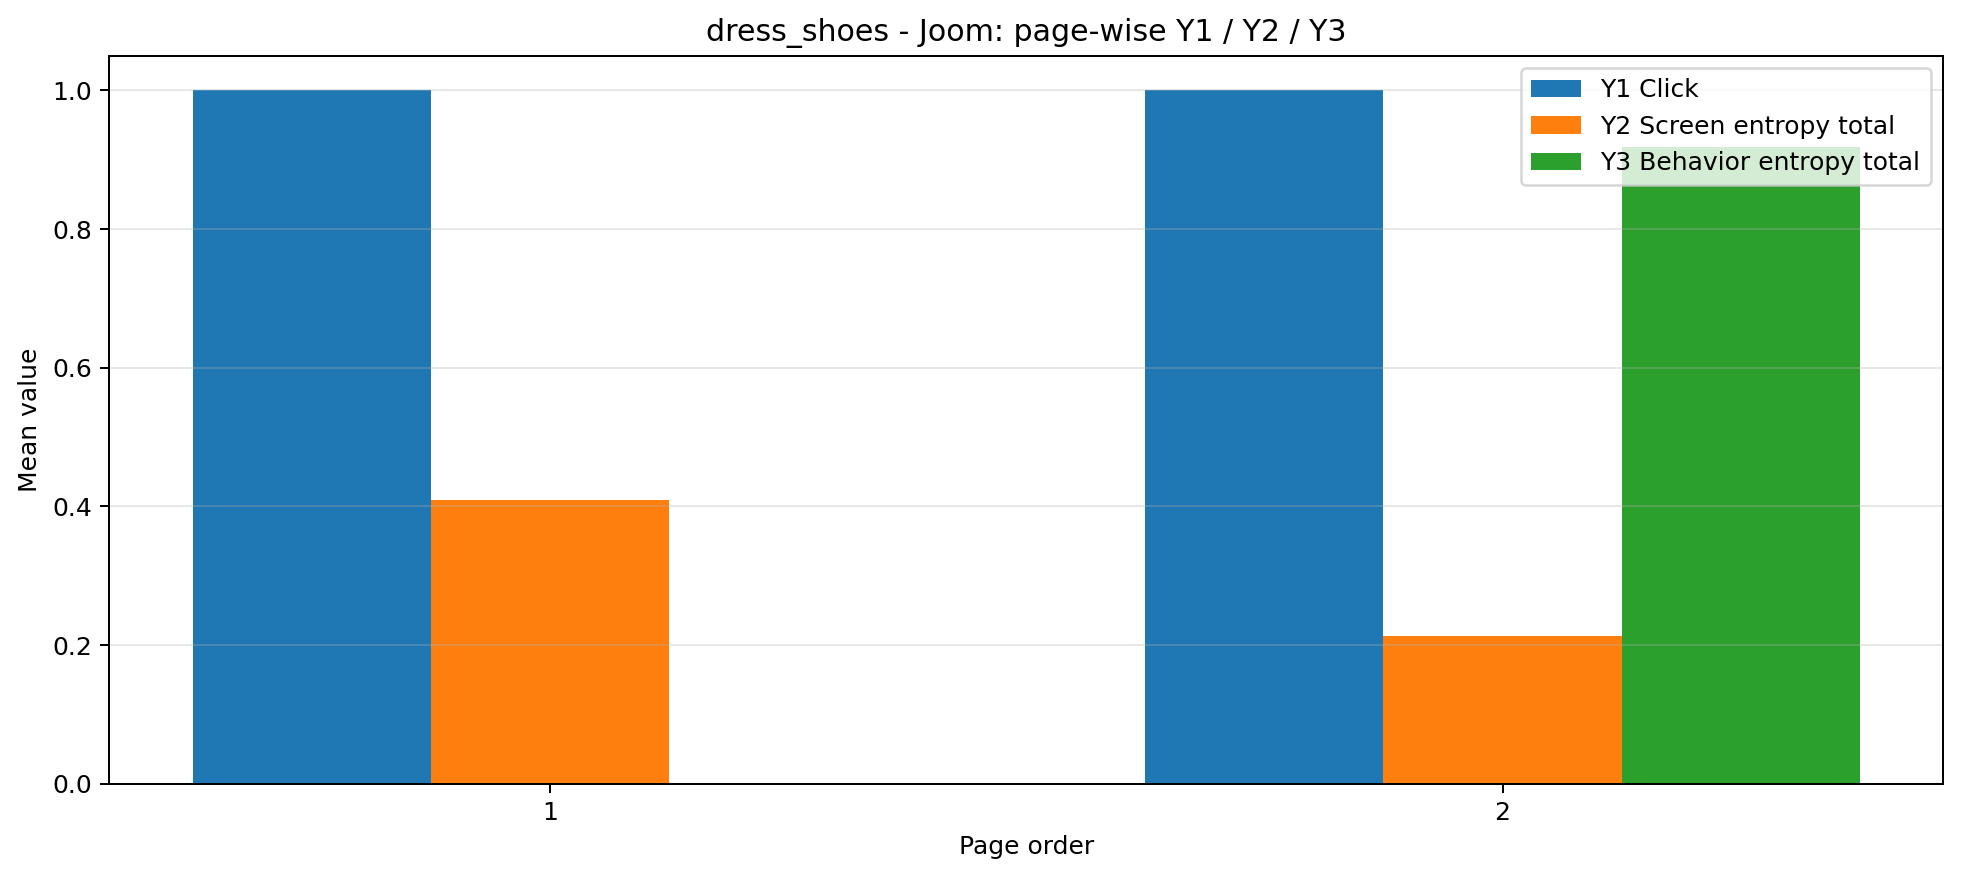 dress_shoes - Joom: page-wise Y1 / Y2 / Y3
Y1 Click
Y2 Screen entropy total
Y3 Behavior entropy total
Mean value
1.0
0.8
0.6
0.4
0.2
0.0
1
2
Page order